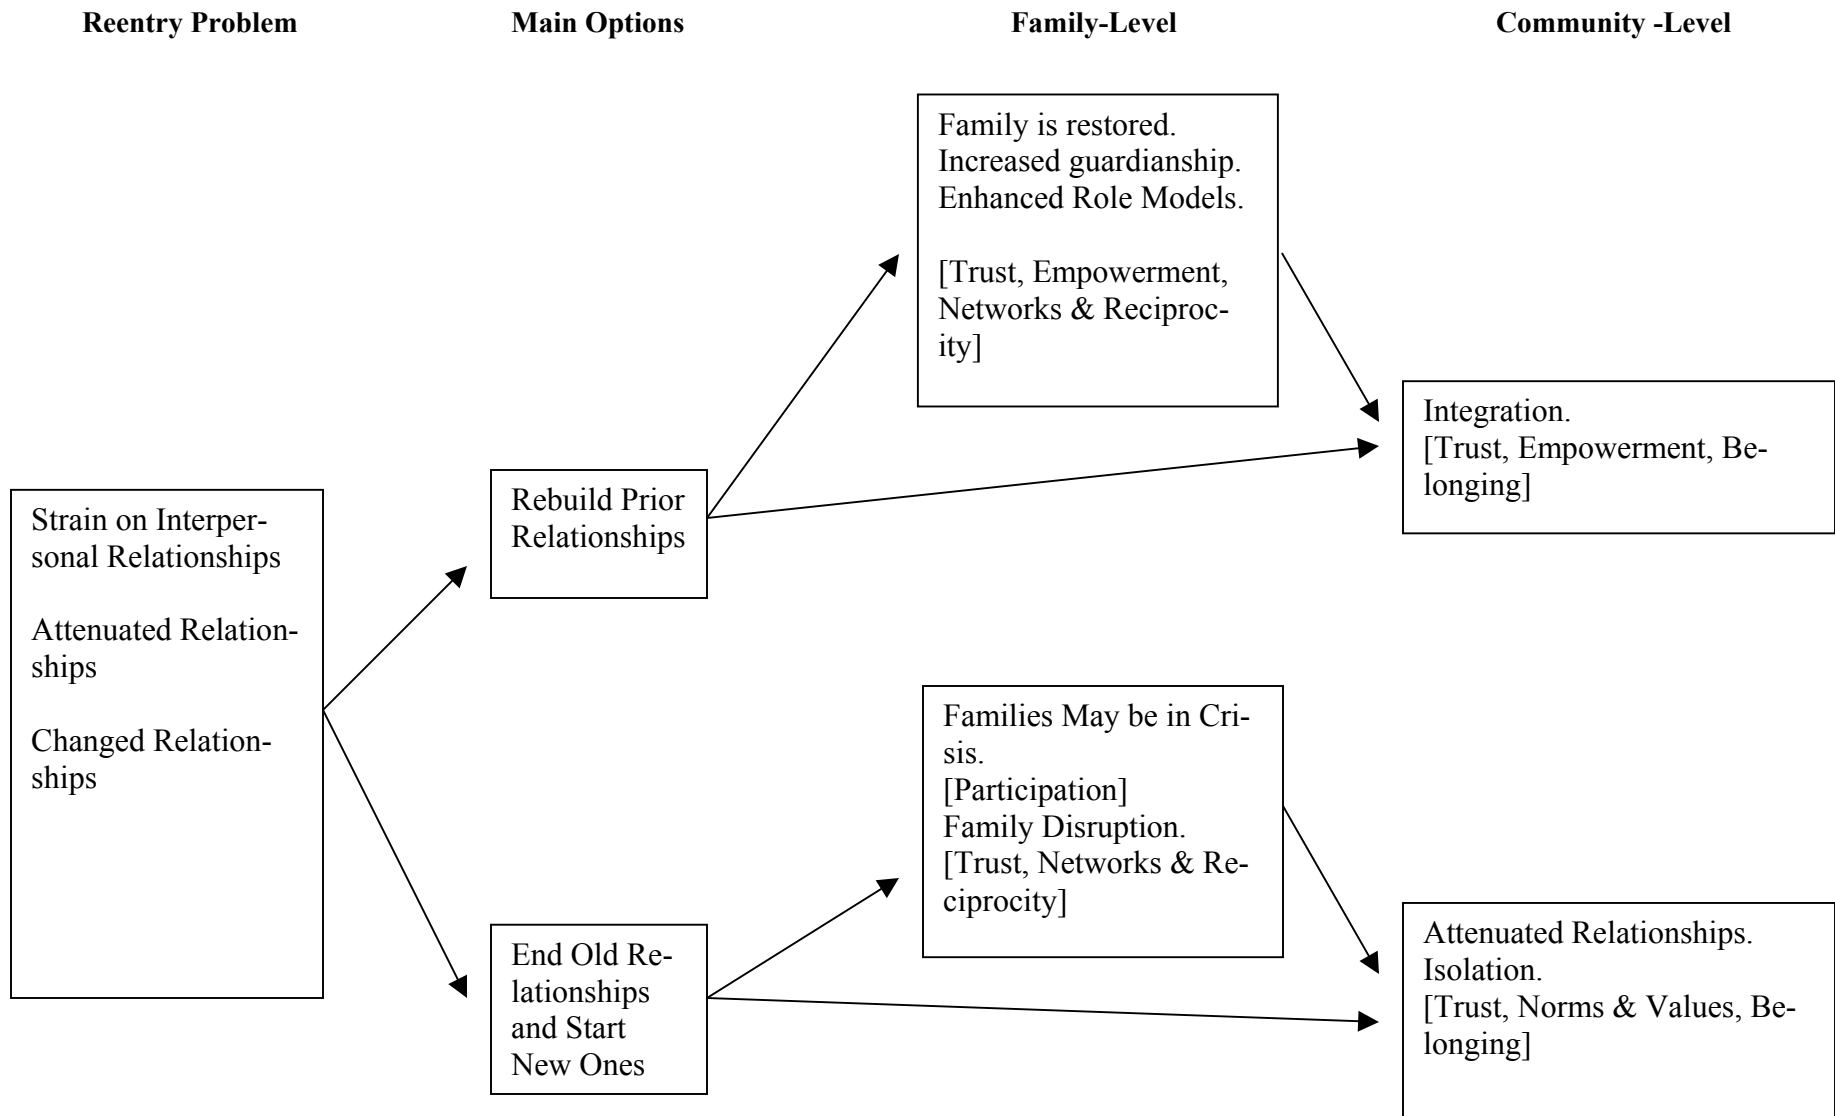 Reentry Problem
Main Options
Family-Level
Community -Level
Strain on Interper-
sonal Relationships
Attenuated Relation-
ships
Changed Relation-
ships
Rebuild Prior
Relationships
End Old Re-
lationships
and Start
New Ones
Family is restored.
Increased guardianship.
Enhanced Role Models.
[Trust, Empowerment,
Networks & Reciproc-
ity]
Families May be in Cri-
sis.
[Participation]
Family Disruption.
[Trust, Networks & Re-
ciprocity]
Integration.
[Trust, Empowerment, Be-
longing]
Attenuated Relationships.
Isolation.
[Trust, Norms & Values, Be-
longing]